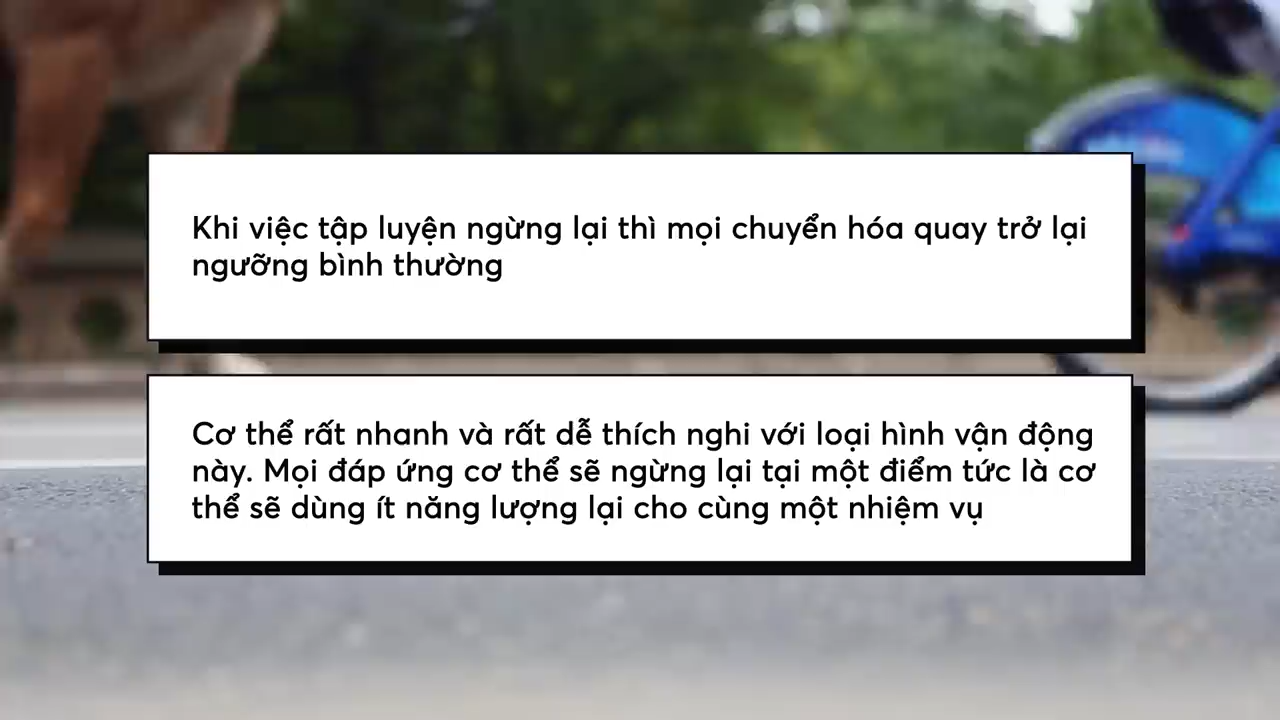 Khi việc tập luyện ngừng lại thì mọi chuyển hóa quay trở lại
ngưỡng bình thường
Cơ thể rất nhanh và rất dễ thích nghi với loại hình vận động
này. Mọi đáp ứng cơ thể sẽ ngừng lại tại một điểm tức là cơ
thể sẽ dùng ít năng lượng lại cho cùng một nhiệm vụ